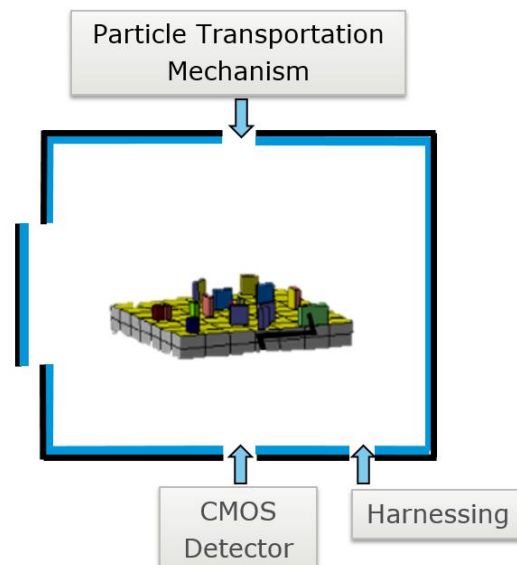 Particle Transportation
Mechanism
CMOS
Detector
Harnessing